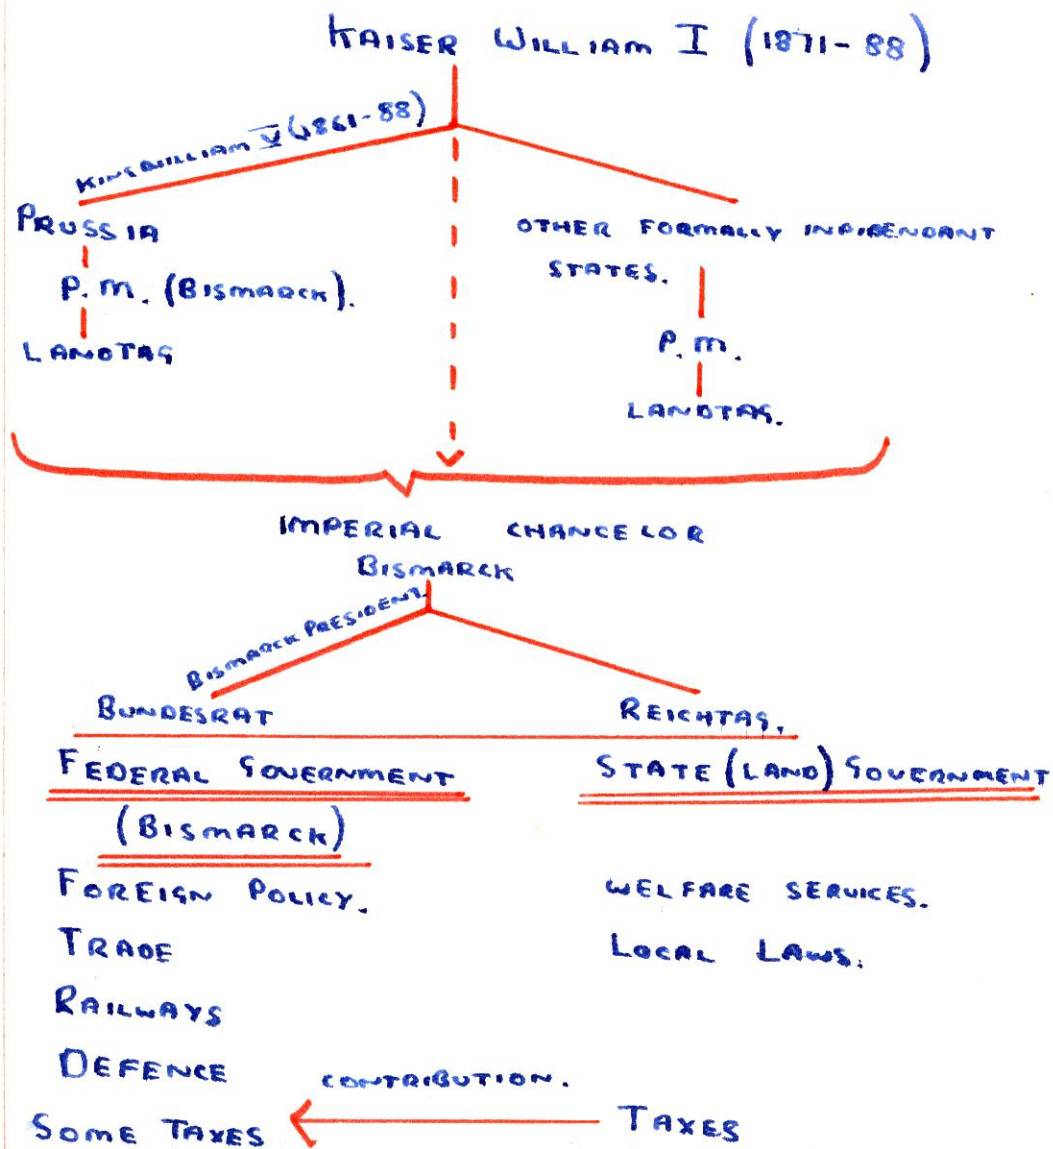 KAISER WILLIAM I (1871-88)
KING WILLIAM V (1861-88)
PRUSSIA
P.M. (BISMARCK).
LANDTAG
OTHER FORMALLY
STATES.
P.M.
LANDTAG.
IMPERIAL CHANCELOR
BISMARCK
BISMARCK PRESIDENT.
BUNDESRAT
REICHTAG.
FEDERAL GOVERNMENT
(BISMARCK)
STATE (LAND) GOVERNMENT
FOREIGN POLICY.
WELFARE SERVICES.
TRADE
LOCAL LAWS.
RAILWAYS
DEFENCE
CONTRIBUTION.
SOME TAXES
TAXES